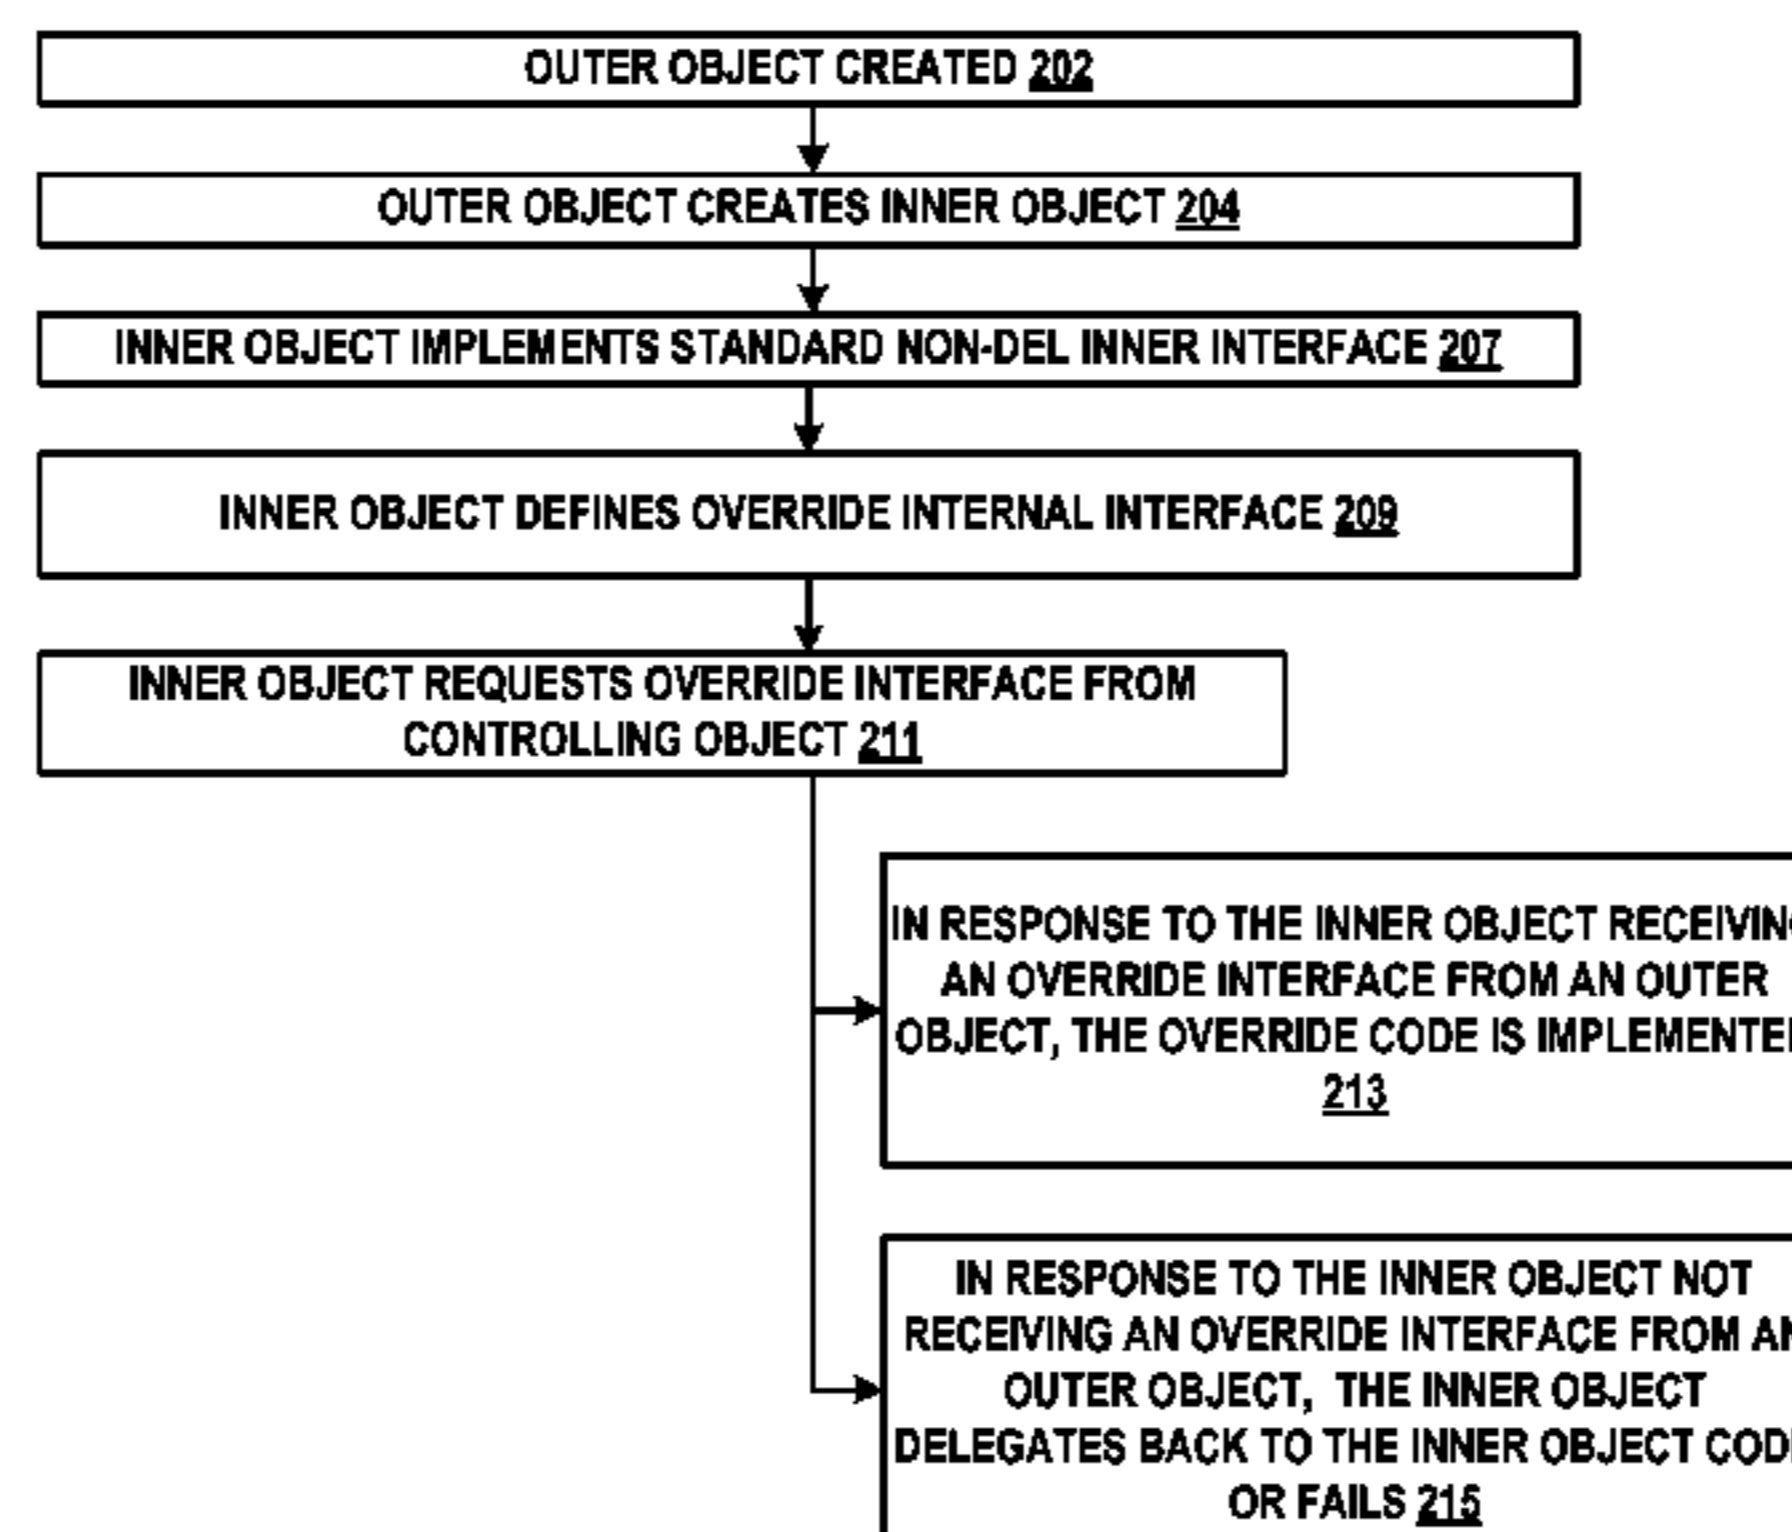 OUTER OBJECT CREATED 202
OUTER OBJECT CREATES INNER OBJECT 204
INNER OBJECT IMPLEMENTS STANDARD NON-DEL INNER INTERFACE 207
INNER OBJECT DEFINES OVERRIDE INTERNAL INTERFACE 209
INNER OBJECT REQUESTS OVERRIDE INTERFACE FROM
CONTROLLING OBJECT 211
IN RESPONSE TO THE INNER OBJECT RECEIVING
AN OVERRIDE INTERFACE FROM AN OUTER
OBJECT, THE OVERRIDE CODE IS IMPLEMENTED
213
IN RESPONSE TO THE INNER OBJECT NOT
RECEIVING AN OVERRIDE INTERFACE FROM AN
OUTER OBJECT, THE INNER OBJECT
DELEGATES BACK TO THE INNER OBJECT CODE
OR FAILS 215